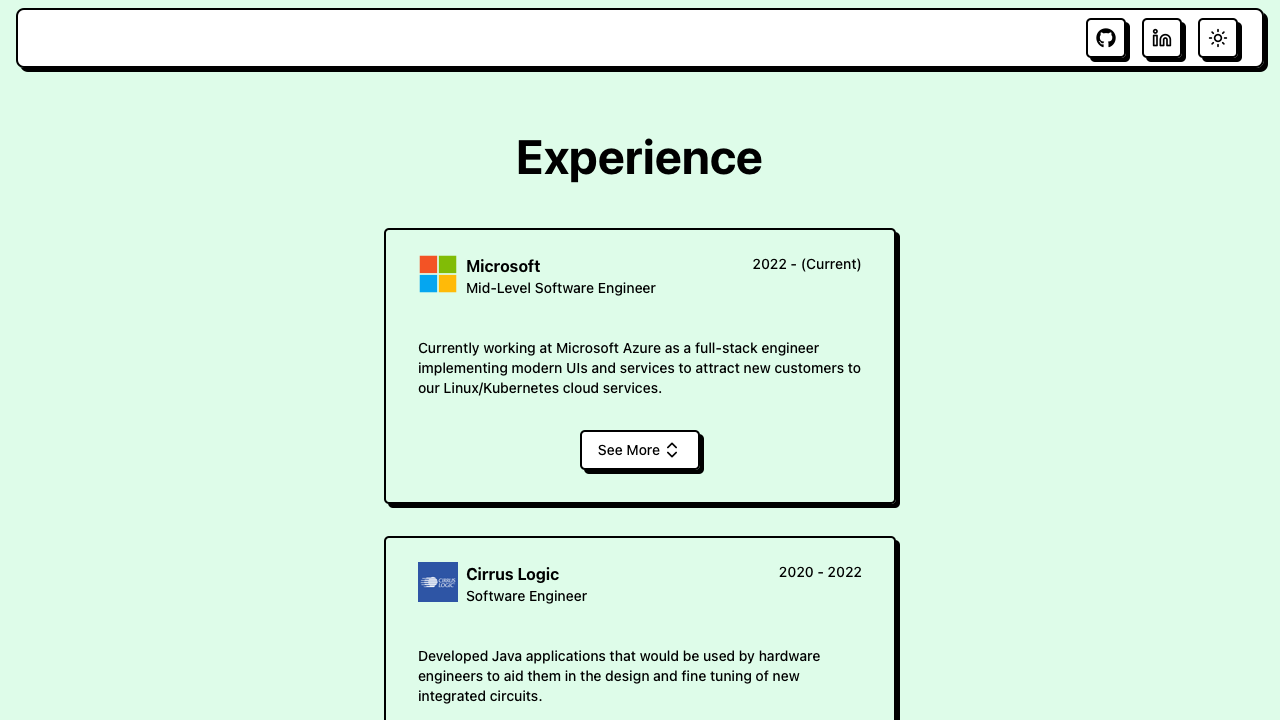 Experience
Microsoft
2022 - (Current)
Mid-Level Software Engineer
Currently working at Microsoft Azure as a full-stack engineer
implementing modern UIs and services to attract new customers to
our Linux/Kubernetes cloud services.
See More
CIRRUS
LOGIC
Cirrus Logic
2020 - 2022
Software Engineer
Developed Java applications that would be used by hardware
engineers to aid them in the design and fine tuning of new
integrated circuits.